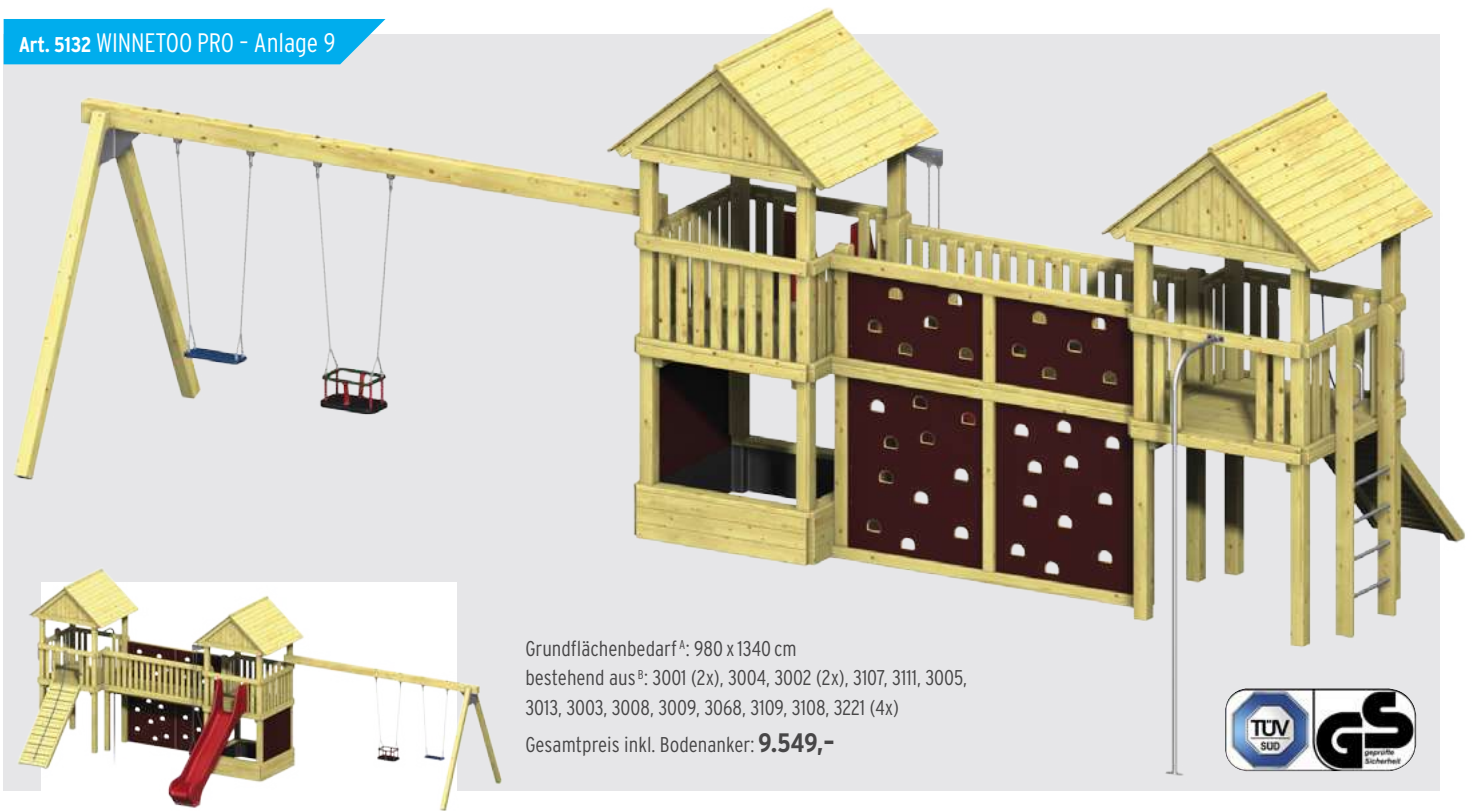 Art. 5132 WINNETOO PRO – Anlage 9
Grundflächenbedarf A: 980 x 1340 cm
bestehend aus B: 3001 (2x), 3004, 3002 (2x), 3107, 3111, 3005,
3013, 3003, 3008, 3009, 3068, 3109, 3108, 3221 (4x)
Gesamtpreis inkl. Bodenanker: 9.549,–
TÜV
SÜD
GS
geprüfte
Sicherheit